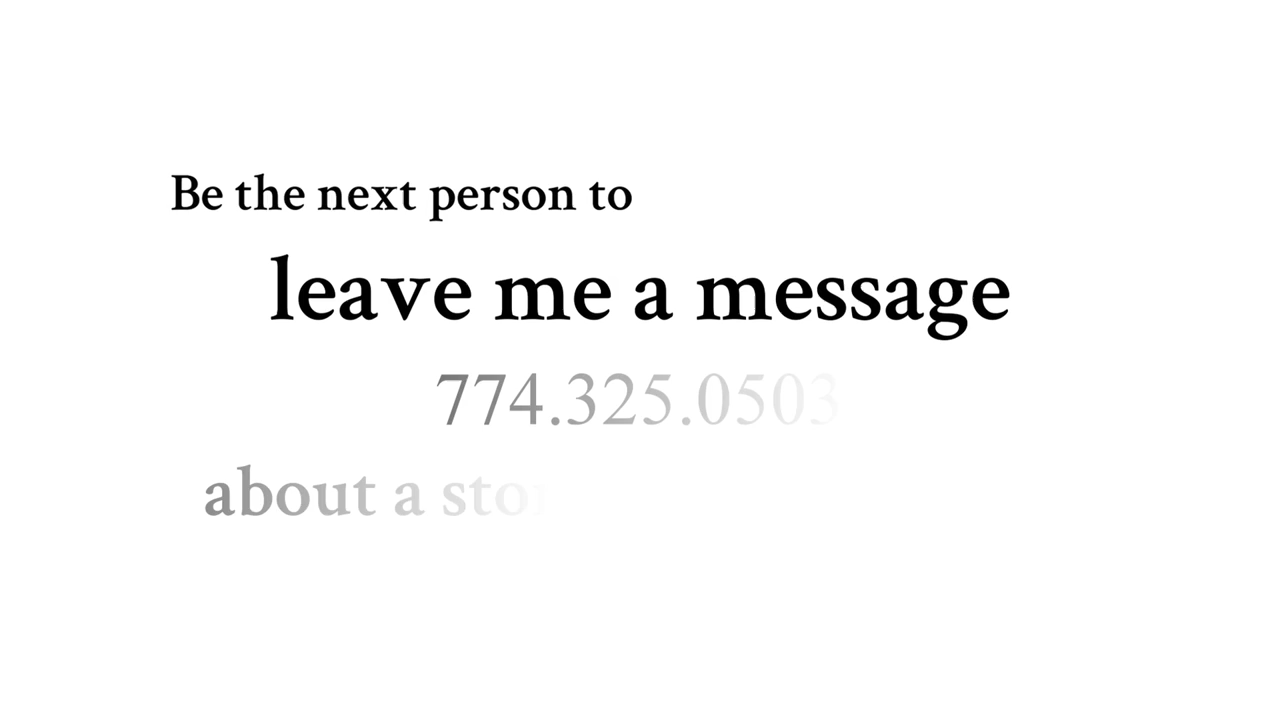 Be the next person to
leave me a message
774.325.0503
about a